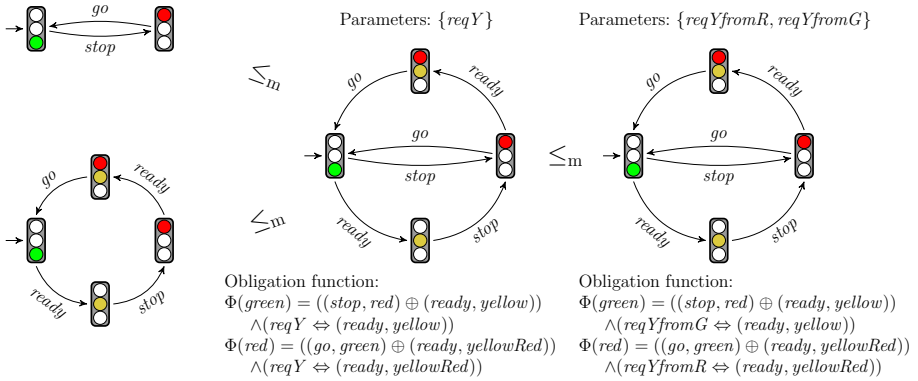 go
stop
go
ready
ready
stop
≤m
≤m
Parameters: {reqY}
go
ready
go
stop
ready
stop
Obligation function:
Φ(green) = ((stop, red) ⊕ (ready, yellow))
∧(reqY ⇔ (ready, yellow))
Φ(red) = ((go, green) ⊕ (ready, yellowRed))
∧(reqY ⇔ (ready, yellowRed))
≤m
Parameters: {reqYfromR, reqYfromG}
go
ready
go
stop
ready
stop
Obligation function:
Φ(green) = ((stop, red) ⊕ (ready, yellow))
∧(reqYfromG ⇔ (ready, yellow))
Φ(red) = ((go, green) ⊕ (ready, yellowRed))
∧(reqYfromR ⇔ (ready, yellowRed))